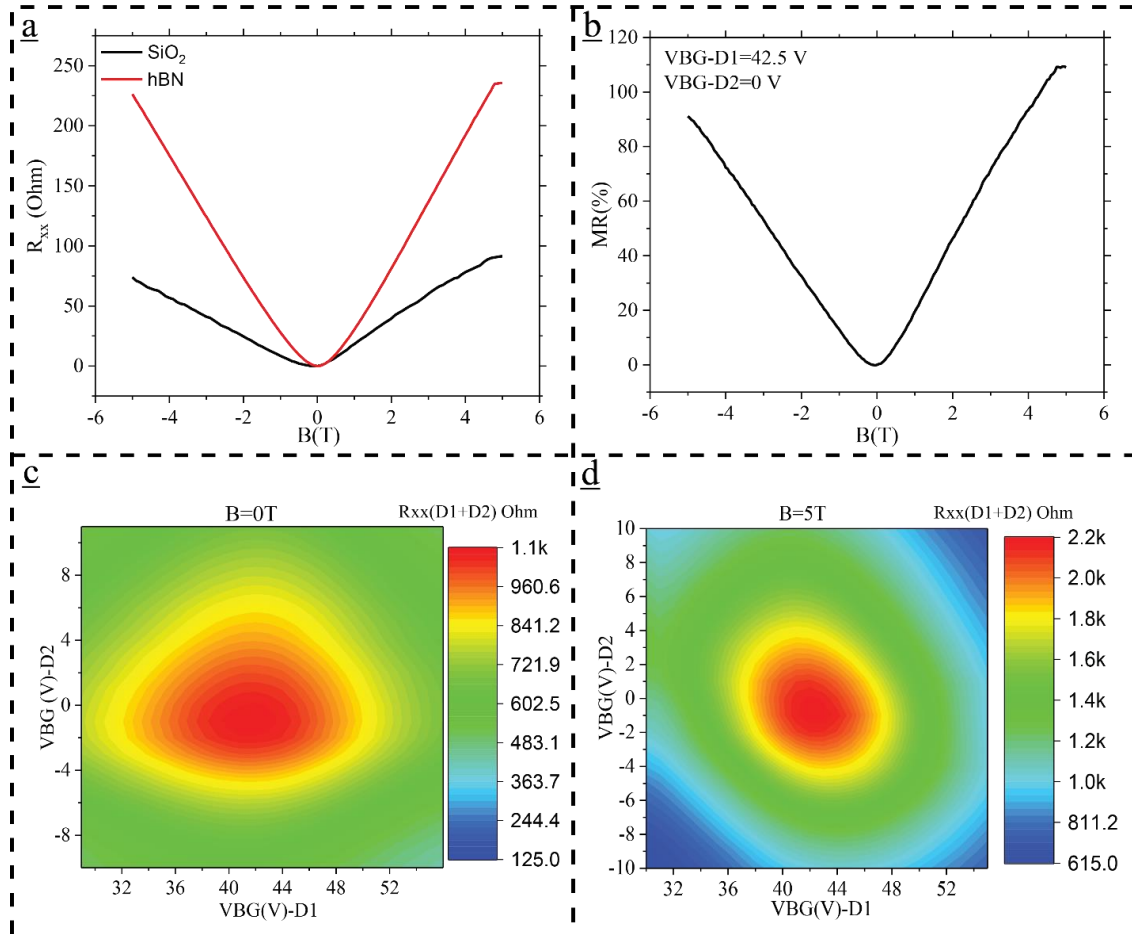 a
SiO2
hBN
250
200
150
100
50
0
Rxx (Ohm)
-6
-4
-2
0
2
4
6
B(T)
b
VBG-D1=42.5 V
VBG-D2=0 V
120
100
80
60
40
20
0
MR(%)
-6
-4
-2
0
2
4
6
B(T)
c
B=0T
Rxx(D1+D2) Ohm
8
4
0
-4
-8
VBG (V)-D2
32
36
40
44
48
52
VBG(V)-D1
1.1k
960.6
841.2
721.9
602.5
483.1
363.7
244.4
125.0
d
B=5T
Rxx(D1+D2) Ohm
10
8
6
4
2
0
-2
-4
-6
-8
-10
VBG(V)-D2
32
36
40
44
48
52
VBG(V)-D1
2.2k
2.0k
1.8k
1.6k
1.4k
1.2k
1.0k
811.2
615.0